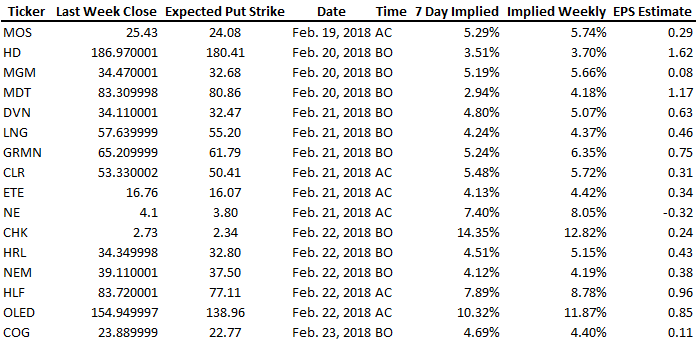 Ticker Last Week Close Expected Put Strike Date Time 7 Day Implied Implied Weekly EPS Estimate
MOS 25.43 24.08 Feb. 19, 2018 AC 5.29% 5.74% 0.29
HD 186.970001 180.41 Feb. 20, 2018 BO 3.51% 3.70% 1.62
MGM 34.470001 32.68 Feb. 20, 2018 BO 5.19% 5.66% 0.08
MDT 83.309998 80.86 Feb. 20, 2018 BO 2.94% 4.18% 1.17
DVN 34.110001 32.47 Feb. 21, 2018 BO 4.80% 5.07% 0.63
LNG 57.639999 55.20 Feb. 21, 2018 BO 4.24% 4.37% 0.46
GRMN 65.209999 61.79 Feb. 21, 2018 BO 5.24% 6.35% 0.75
CLR 53.330002 50.41 Feb. 21, 2018 AC 5.48% 5.72% 0.31
ETE 16.76 16.07 Feb. 21, 2018 AC 4.13% 4.42% 0.34
NE 4.1 3.80 Feb. 21, 2018 AC 7.40% 8.05% -0.32
CHK 2.73 2.34 Feb. 22, 2018 BO 14.35% 12.82% 0.24
HRL 34.349998 32.80 Feb. 22, 2018 BO 4.51% 5.15% 0.43
NEM 39.110001 37.50 Feb. 22, 2018 BO 4.12% 4.19% 0.38
HLF 83.720001 77.11 Feb. 22, 2018 AC 7.89% 8.78% 0.96
OLED 154.949997 138.96 Feb. 22, 2018 AC 10.32% 11.87% 0.85
COG 23.889999 22.77 Feb. 23, 2018 BO 4.69% 4.40% 0.11